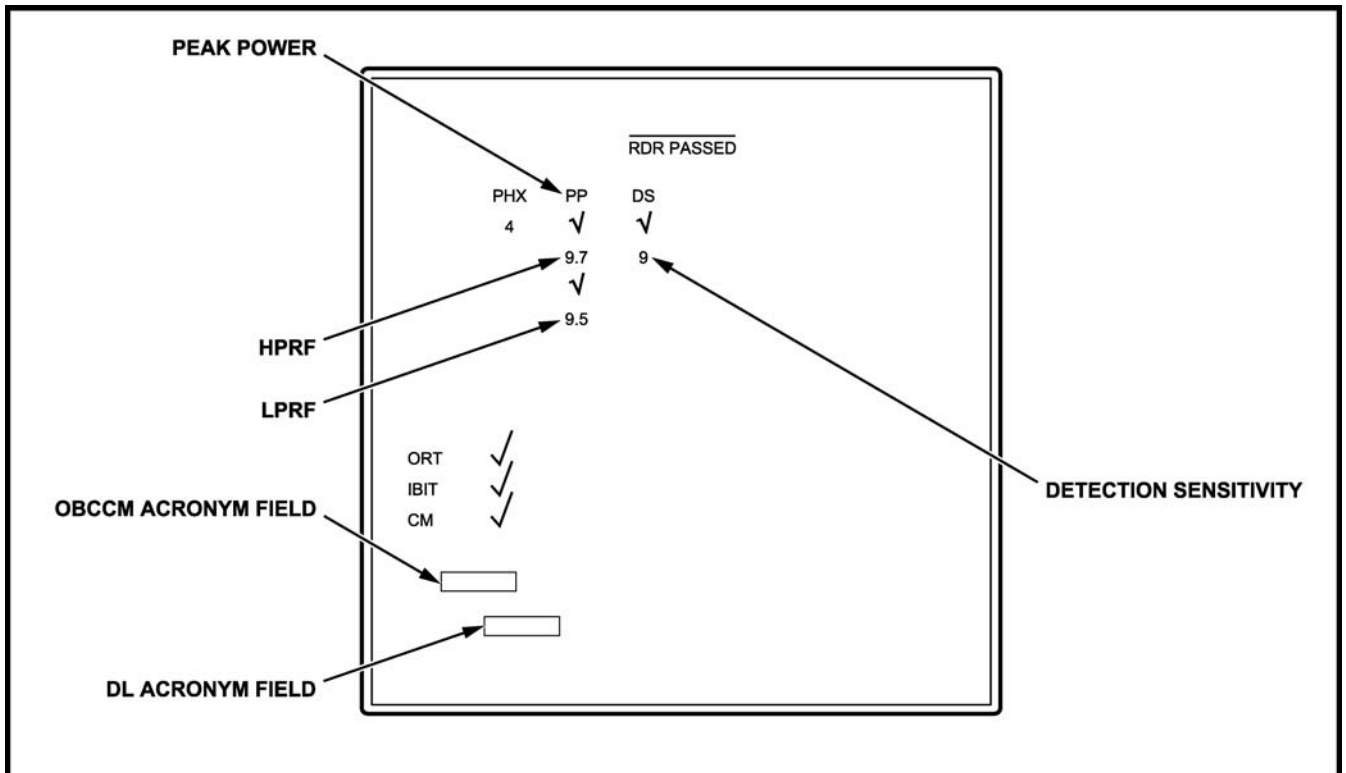 PEAK POWER
RDR PASSED
PHX PP DS
4 √ √
9.7 9
√
HPRF
9.5
LPRF
ORT √
IBIT √
CM √
OBCCM ACRONYM FIELD
DETECTION SENSITIVITY
DL ACRONYM FIELD